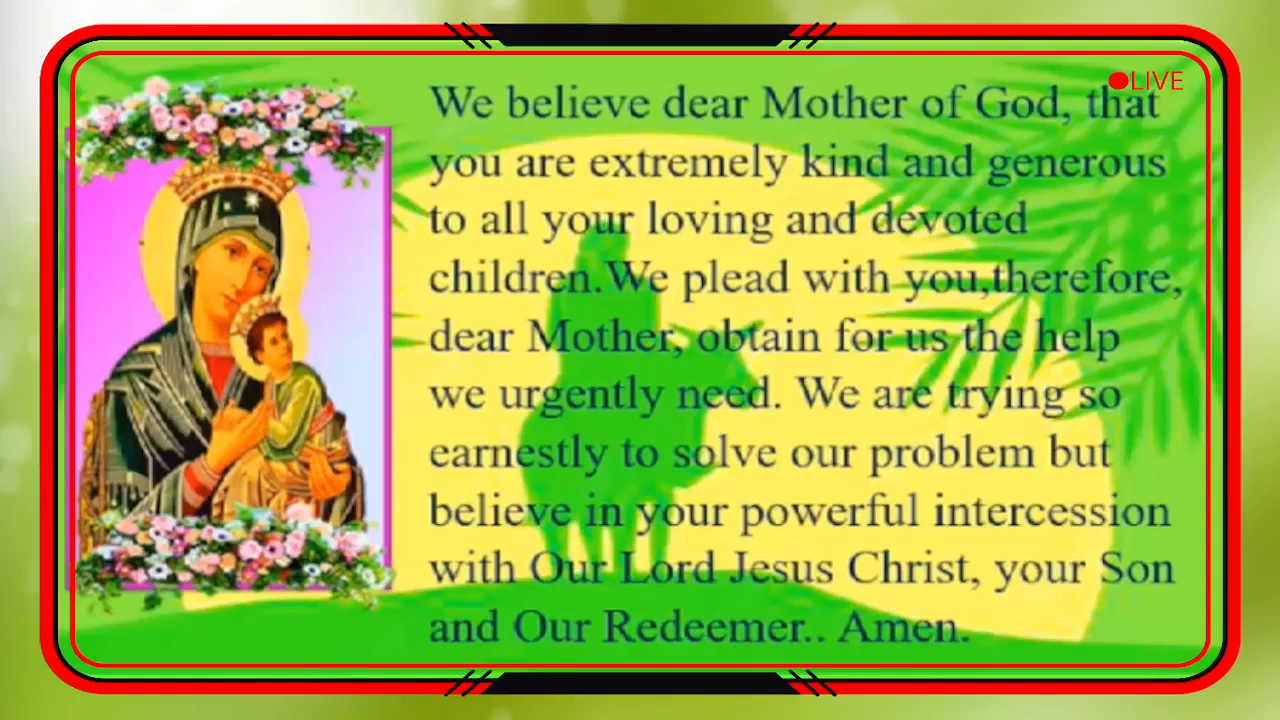 LIVE
We believe dear Mother of God, that
you are extremely kind and generous
to all your loving and devoted
children.We plead with you,therefore,
dear Mother, obtain for us the help
we urgently need. We are trying so
earnestly to solve our problem but
believe in your powerful intercession
with Our Lord Jesus Christ, your Son
and Our Redeemer.. Amen.